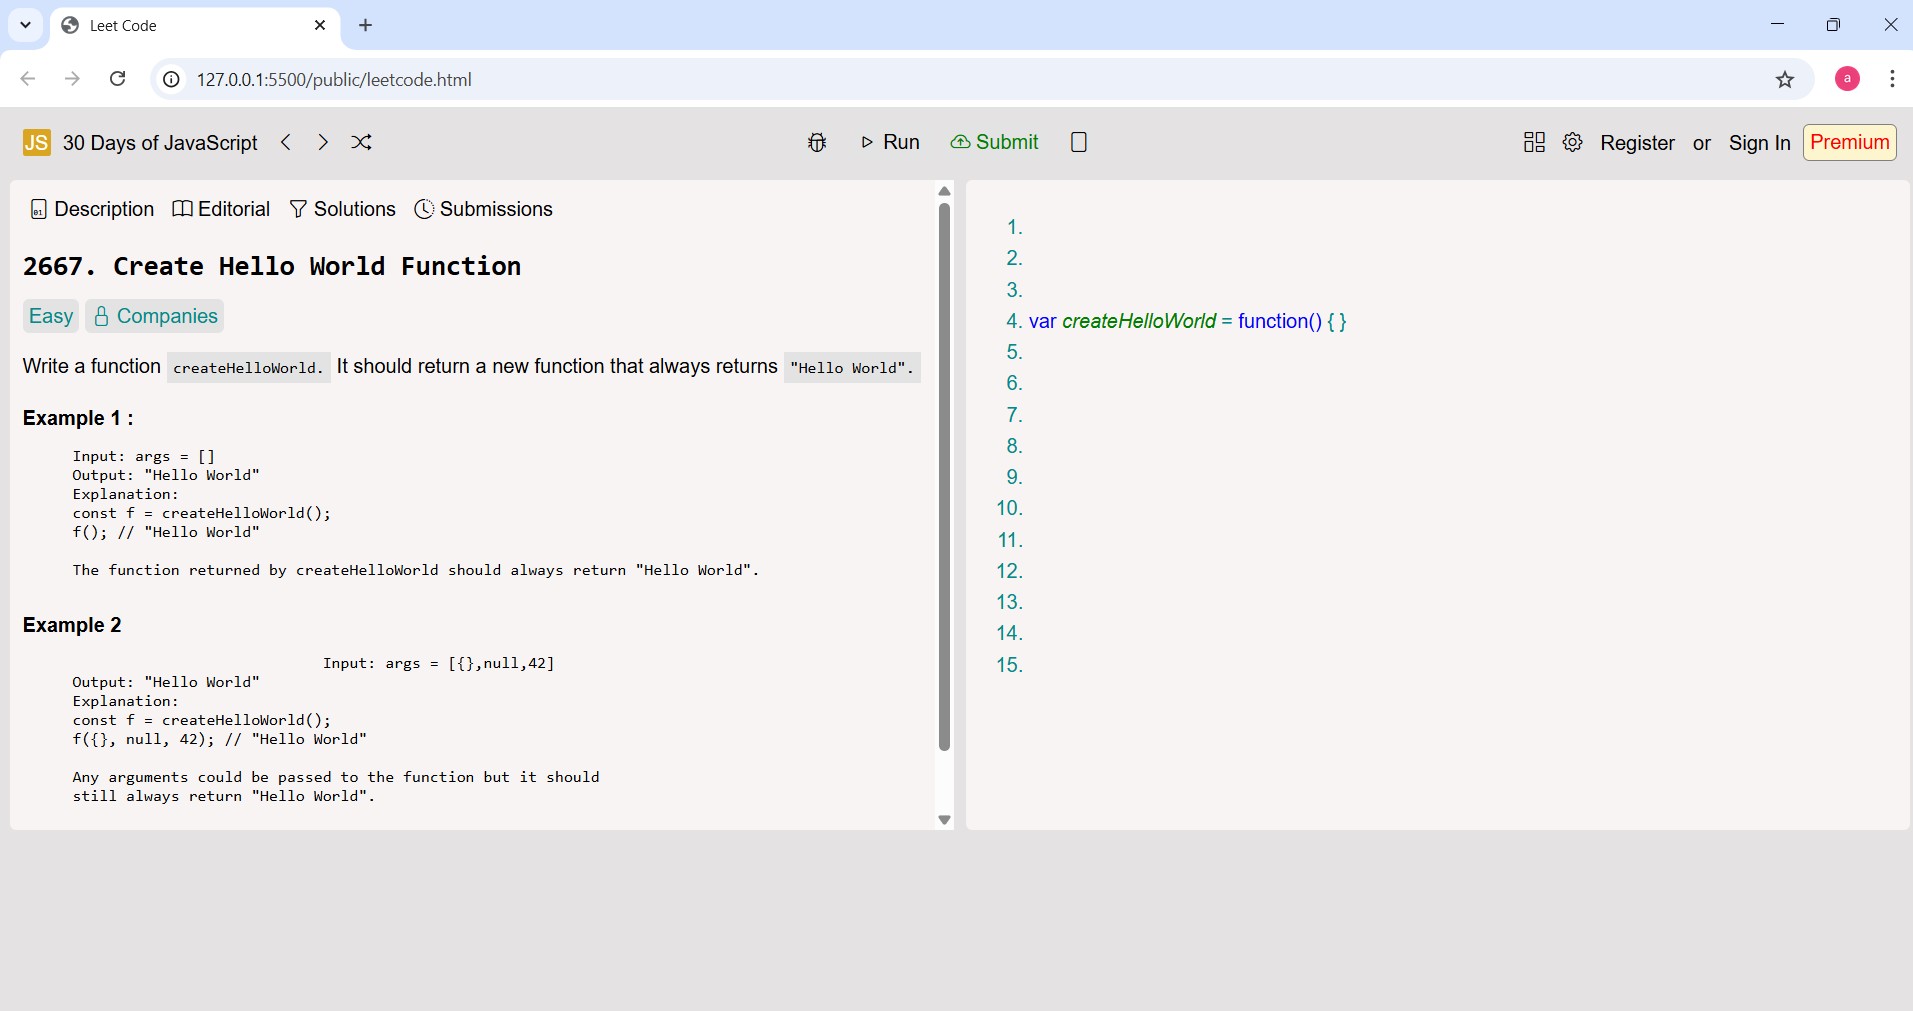 Leet Code
127.0.0.1:5500/public/leetcode.html
a
JS 30 Days of JavaScript
Run Submit
Register or Sign In Premium
Description Editorial Solutions Submissions
2667. Create Hello World Function
Easy Companies
Write a function createHelloWorld. It should return a new function that always returns "Hello World".
Example 1 :
Input: args = []
Output: "Hello World"
Explanation:
const f = createHelloWorld();
f(); // "Hello World"
The function returned by createHelloWorld should always return "Hello World".
Example 2
Input: args = [{},null,42]
Output: "Hello World"
Explanation:
const f = createHelloWorld();
f({}, null, 42); // "Hello World"
Any arguments could be passed to the function but it should
still always return "Hello World".
1.
2.
3.
4. var createHelloWorld = function() { }
5.
6.
7.
8.
9.
10.
11.
12.
13.
14.
15.